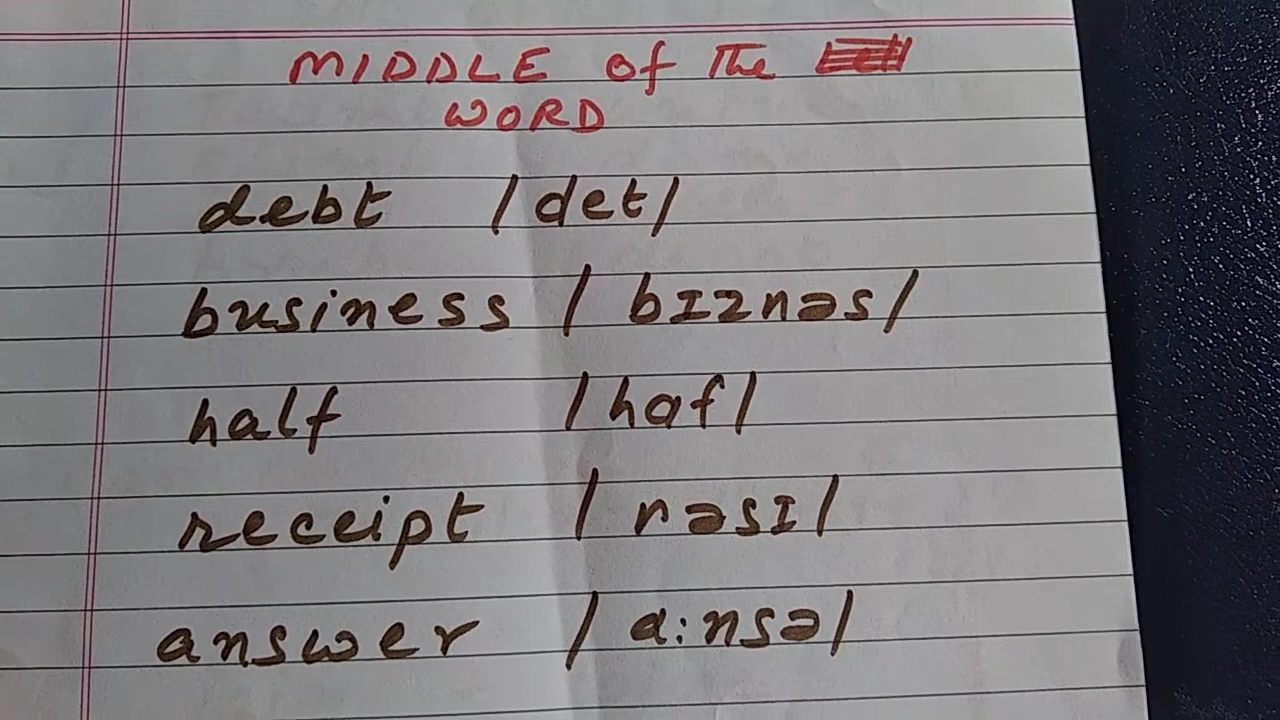 MIDDLE of The
WORD
debt /det/
business / bɪznəs/
half /haf/
receipt / rəsɪ/
answer / a:nsə/